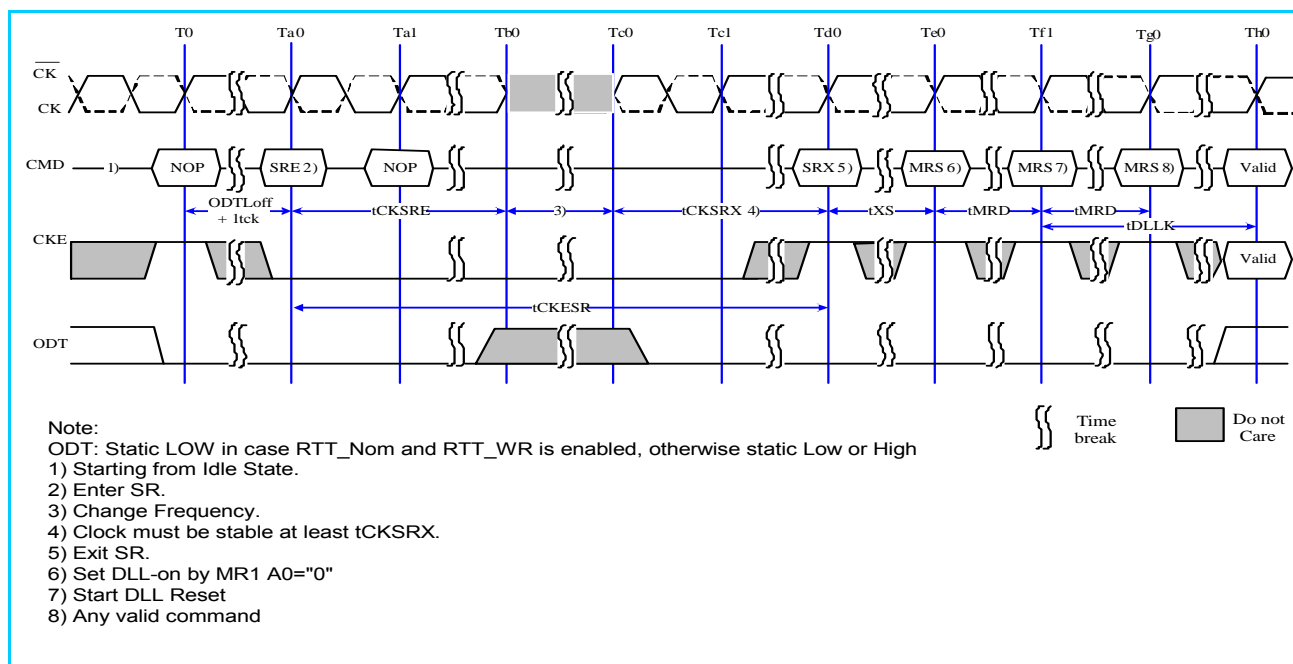 T0 Ta0 Ta1 Tb0 Tc0 Tc1 Td0 Te0 Tf1 Tg0 Th0
CK
CK
CMD 1) NOP SRE 2) NOP SRX 5) MRS 6) MRS 7) MRS 8) Valid
ODTLoff + 1tck tCKSRE 3) tCKSRX 4) tXS tMRD tMRD
tDLLK
CKE Valid
tCKESR
ODT
Note:
ODT: Static LOW in case RTT_Nom and RTT_WR is enabled, otherwise static Low or High
1) Starting from Idle State.
2) Enter SR.
3) Change Frequency.
4) Clock must be stable at least tCKSRX.
5) Exit SR.
6) Set DLL-on by MR1 A0="0"
7) Start DLL Reset
8) Any valid command
Time break
Do not Care